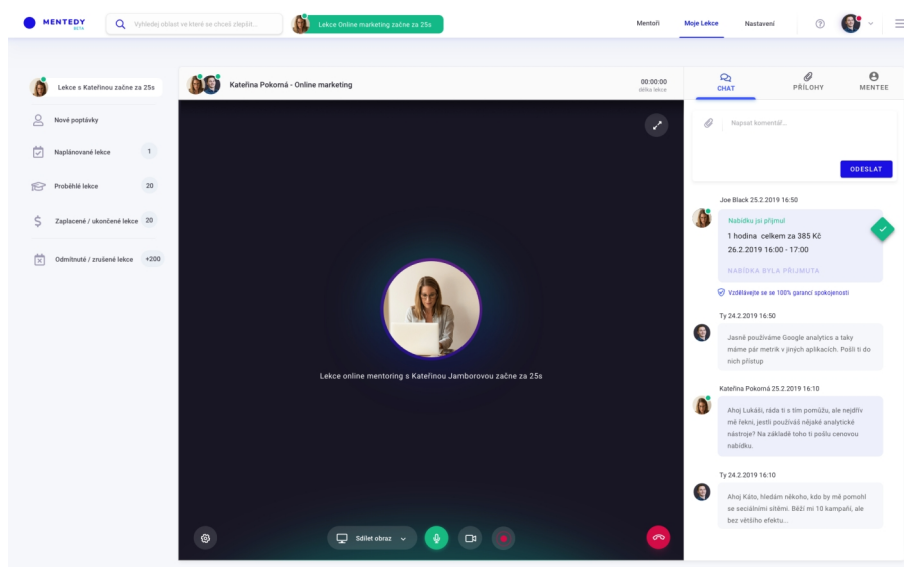 MENTEDY
BETA
Vyhledej oblast ve které se chceš zlepšit...
Lekce Online marketing začne za 25s
Mentoři
Moje Lekce
Nastavení
Lekce s Kateřinou začne za 25s
Nové poptávky
Naplánované lekce 1
Proběhlé lekce 20
Zaplacené / ukončené lekce 20
Odmítnuté / zrušené lekce +200
Kateřina Pokorná - Online marketing
00:00:00
délka lekce
Lekce online mentoring s Kateřinou Jamborovou začne za 25s
Sdílet obraz
CHAT
PŘÍLOHY
MENTEE
Napsat komentář...
ODESLAT
Joe Black 25.2.2019 16:50
Nabídku jsi přijmul
1 hodina celkem za 385 Kč
26.2.2019 16:00 - 17:00
NABÍDKA BYLA PŘIJMUTA
Vzdělávejte se se 100% garancí spokojenosti
Ty 24.2.2019 16:50
Jasně používáme Google analytics a taky
máme pár metrik v jiných aplikacích. Pošli ti do
nich přístup
Kateřina Pokorná 25.2.2019 16:10
Ahoj Lukáši, ráda ti s tím pomůžu, ale nejdřív
mě řekni, jestli používáš nějaké analytické
nástroje? Na základě toho ti pošlu cenovou
nabídku.
Ty 24.2.2019 16:10
Ahoj Káto, hledám někoho, kdo by mě pomohl
se seciálními sítěmi. Běží mi 10 kampaní, ale
bez většího efektu...